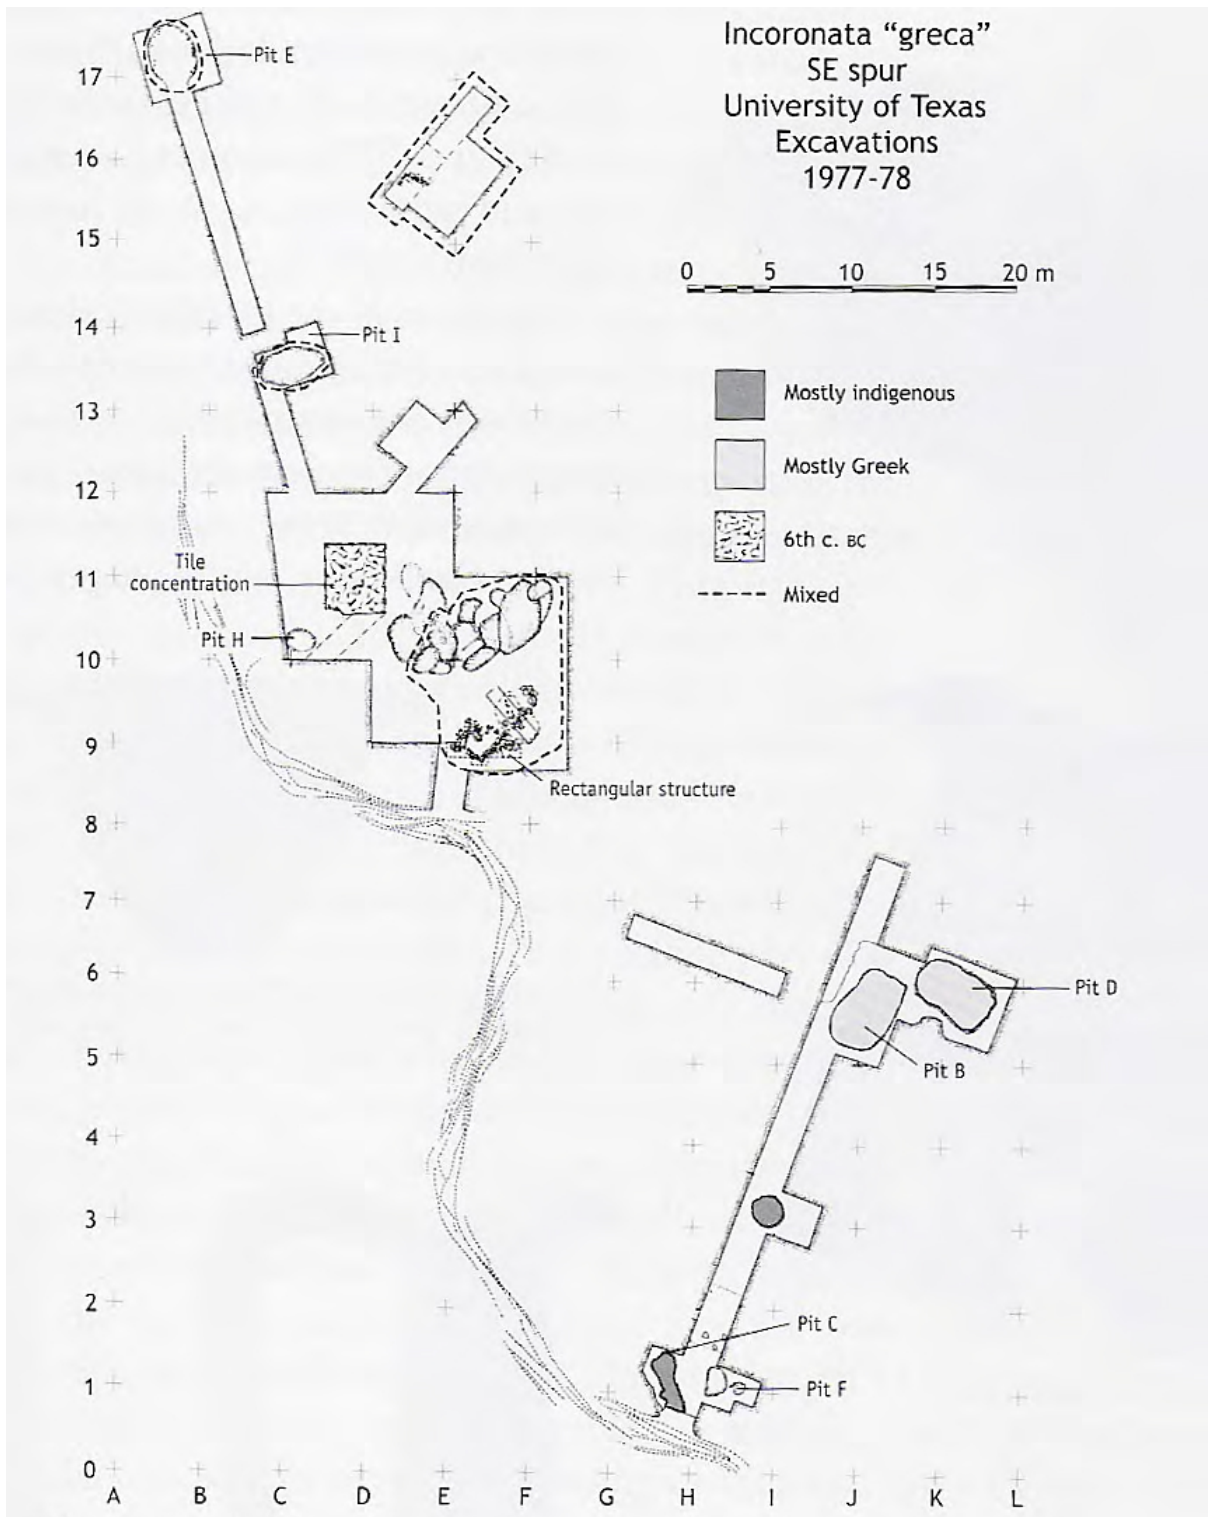 Incoronata “greca”
SE spur
University of Texas
Excavations
1977-78
0 5 10 15 20 m
Mostly indigenous
Mostly Greek
6th c. BC
Mixed
Pit E
17
16
15
14
Pit I
13
12
Tile
concentration
11
Pit H
10
9
Rectangular structure
8
7
6
Pit D
5
Pit B
4
3
2
Pit C
1
Pit F
0
A B C D E F G H I J K L